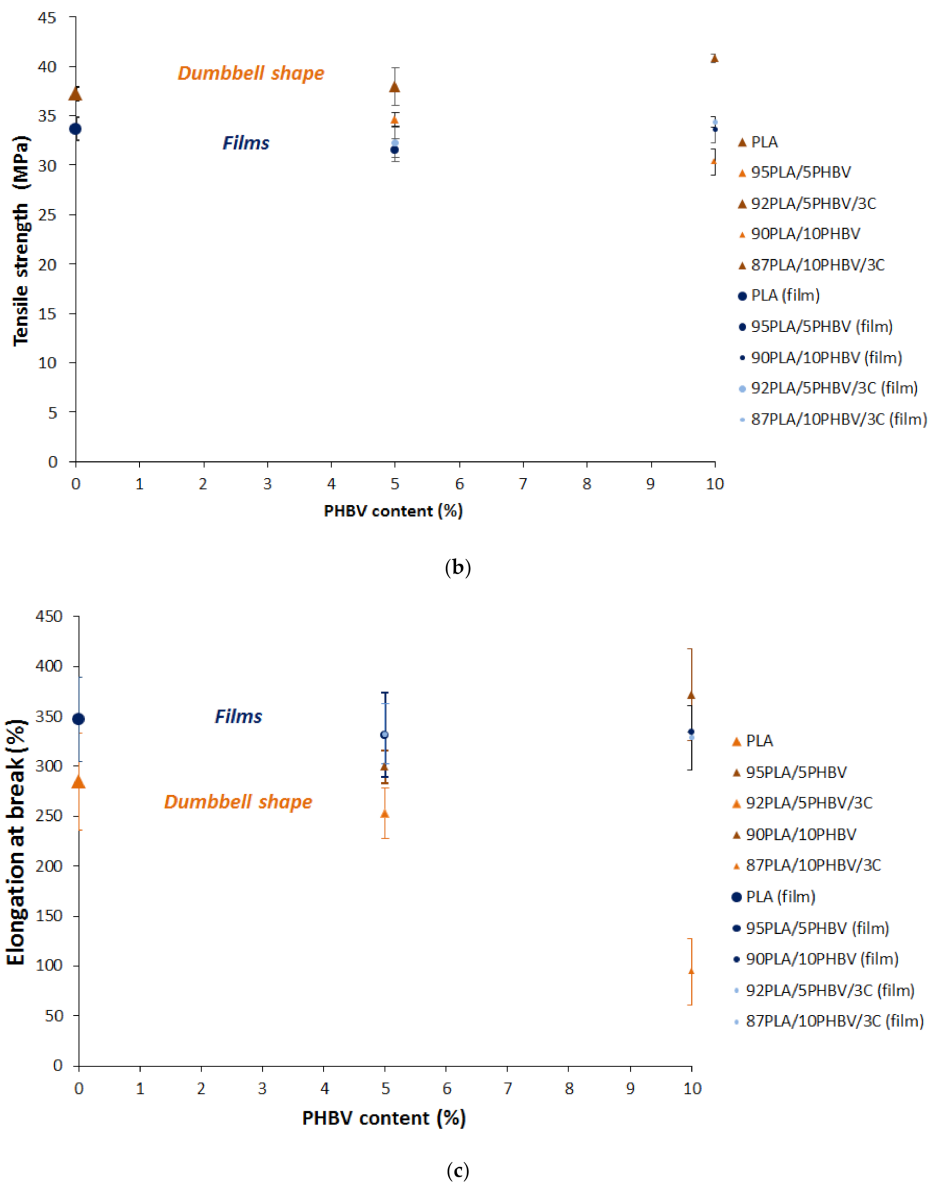 45
40
35
30
25
20
15
10
5
0
Tensile strength (MPa)
Dumbbell shape
Films
0 1 2 3 4 5 6 7 8 9 10
PHBV content (%)
PLA
95PLA/5PHBV
92PLA/5PHBV/3C
90PLA/10PHBV
87PLA/10PHBV/3C
PLA (film)
95PLA/5PHBV (film)
90PLA/10PHBV (film)
92PLA/5PHBV/3C (film)
87PLA/10PHBV/3C (film)
(b)
450
400
350
300
250
200
150
100
50
0
Elongation at break (%)
Films
Dumbbell shape
0 1 2 3 4 5 6 7 8 9 10
PHBV content (%)
PLA
95PLA/5PHBV
92PLA/5PHBV/3C
90PLA/10PHBV
87PLA/10PHBV/3C
PLA (film)
95PLA/5PHBV (film)
90PLA/10PHBV (film)
92PLA/5PHBV/3C (film)
87PLA/10PHBV/3C (film)
(c)